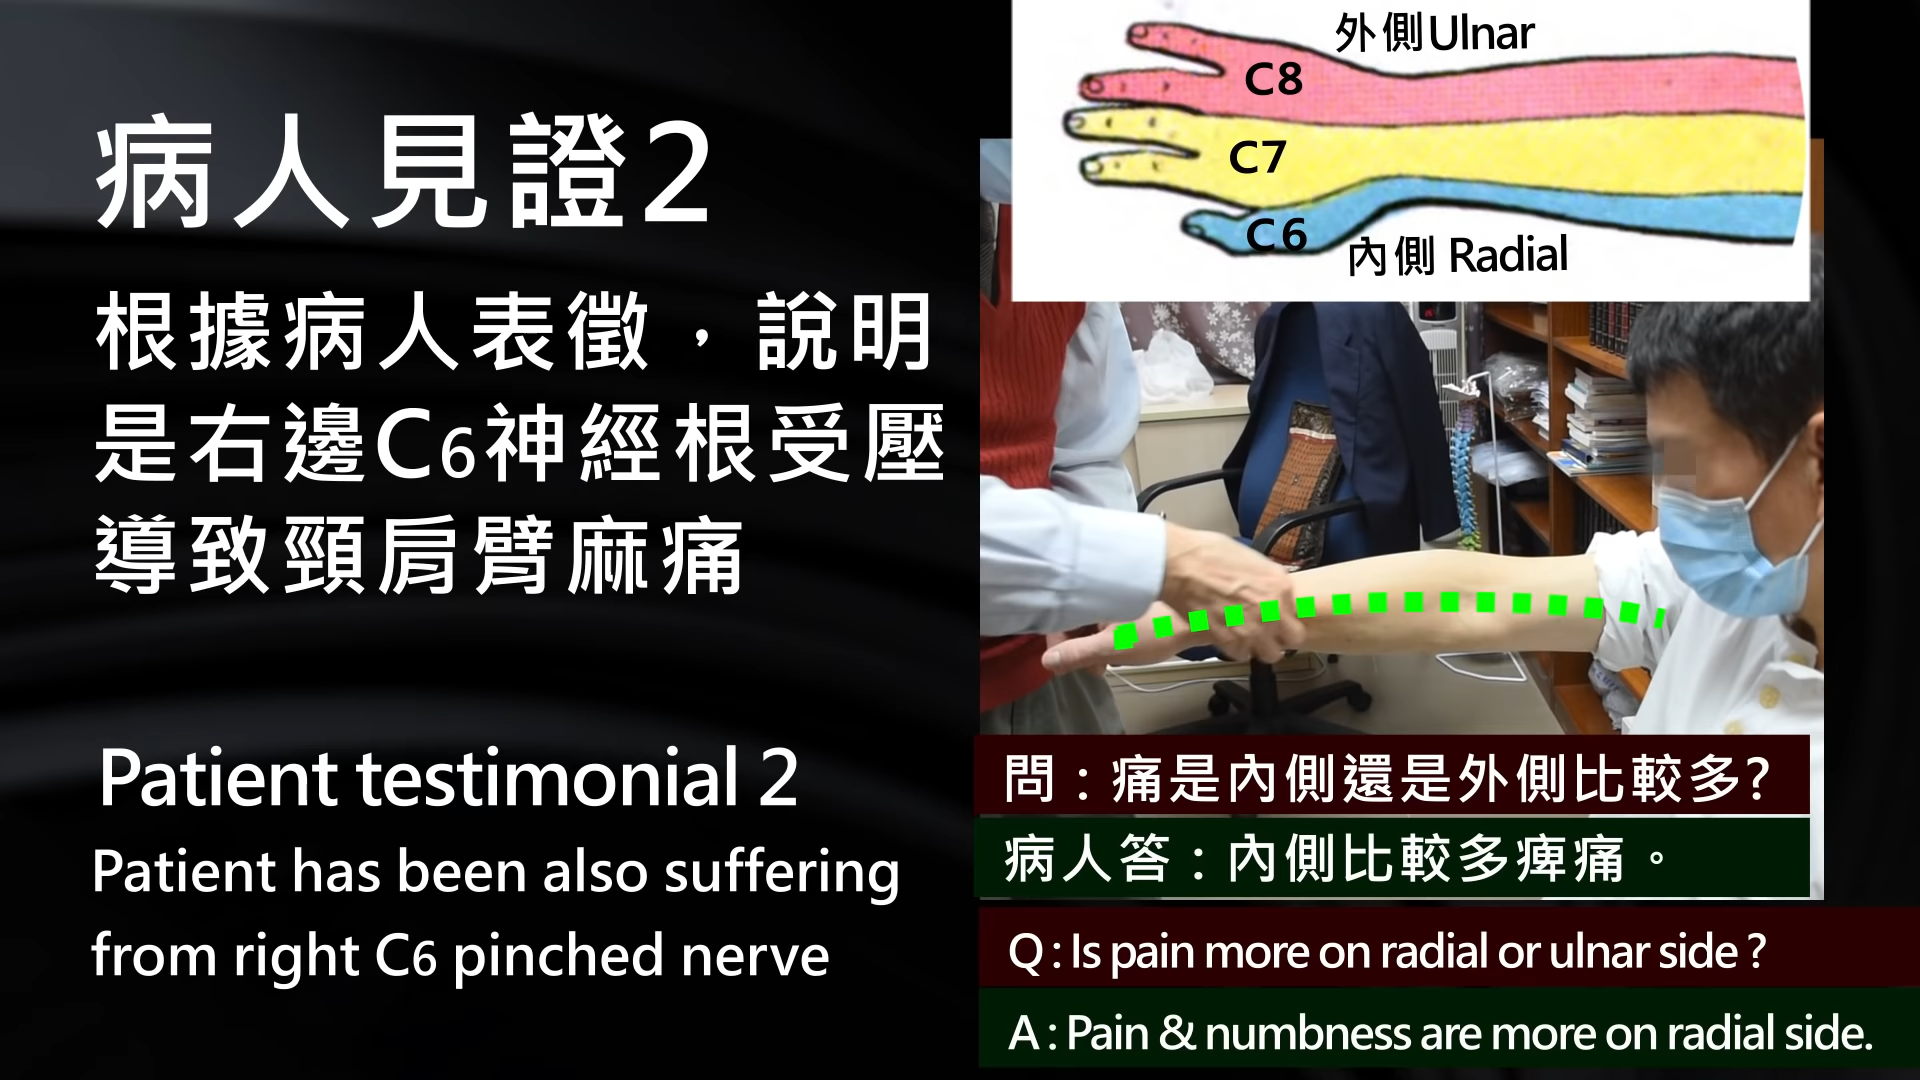 病人見證2
根據病人表徵，說明
是右邊C6神經根受壓
導致頸肩臂麻痛
Patient testimonial 2
Patient has been also suffering
from right C6 pinched nerve
外側Ulnar
C8
C7
C6
內側 Radial
問：痛是內側還是外側比較多?
病人答：內側比較多痺痛。
Q : Is pain more on radial or ulnar side ?
A : Pain & numbness are more on radial side.